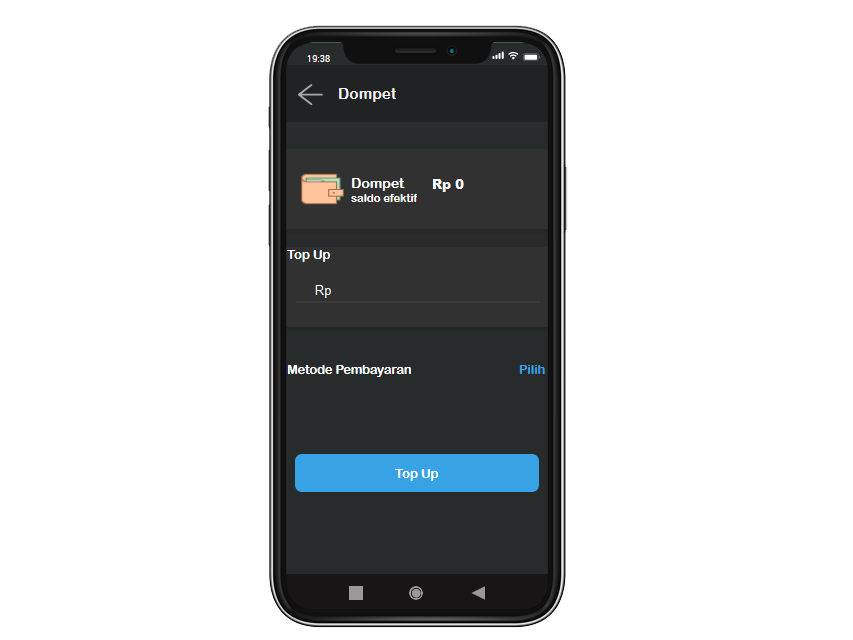 19:38
Dompet
Dompet Rp 0
saldo efektif
Top Up
Rp
Metode Pembayaran Pilih
Top Up